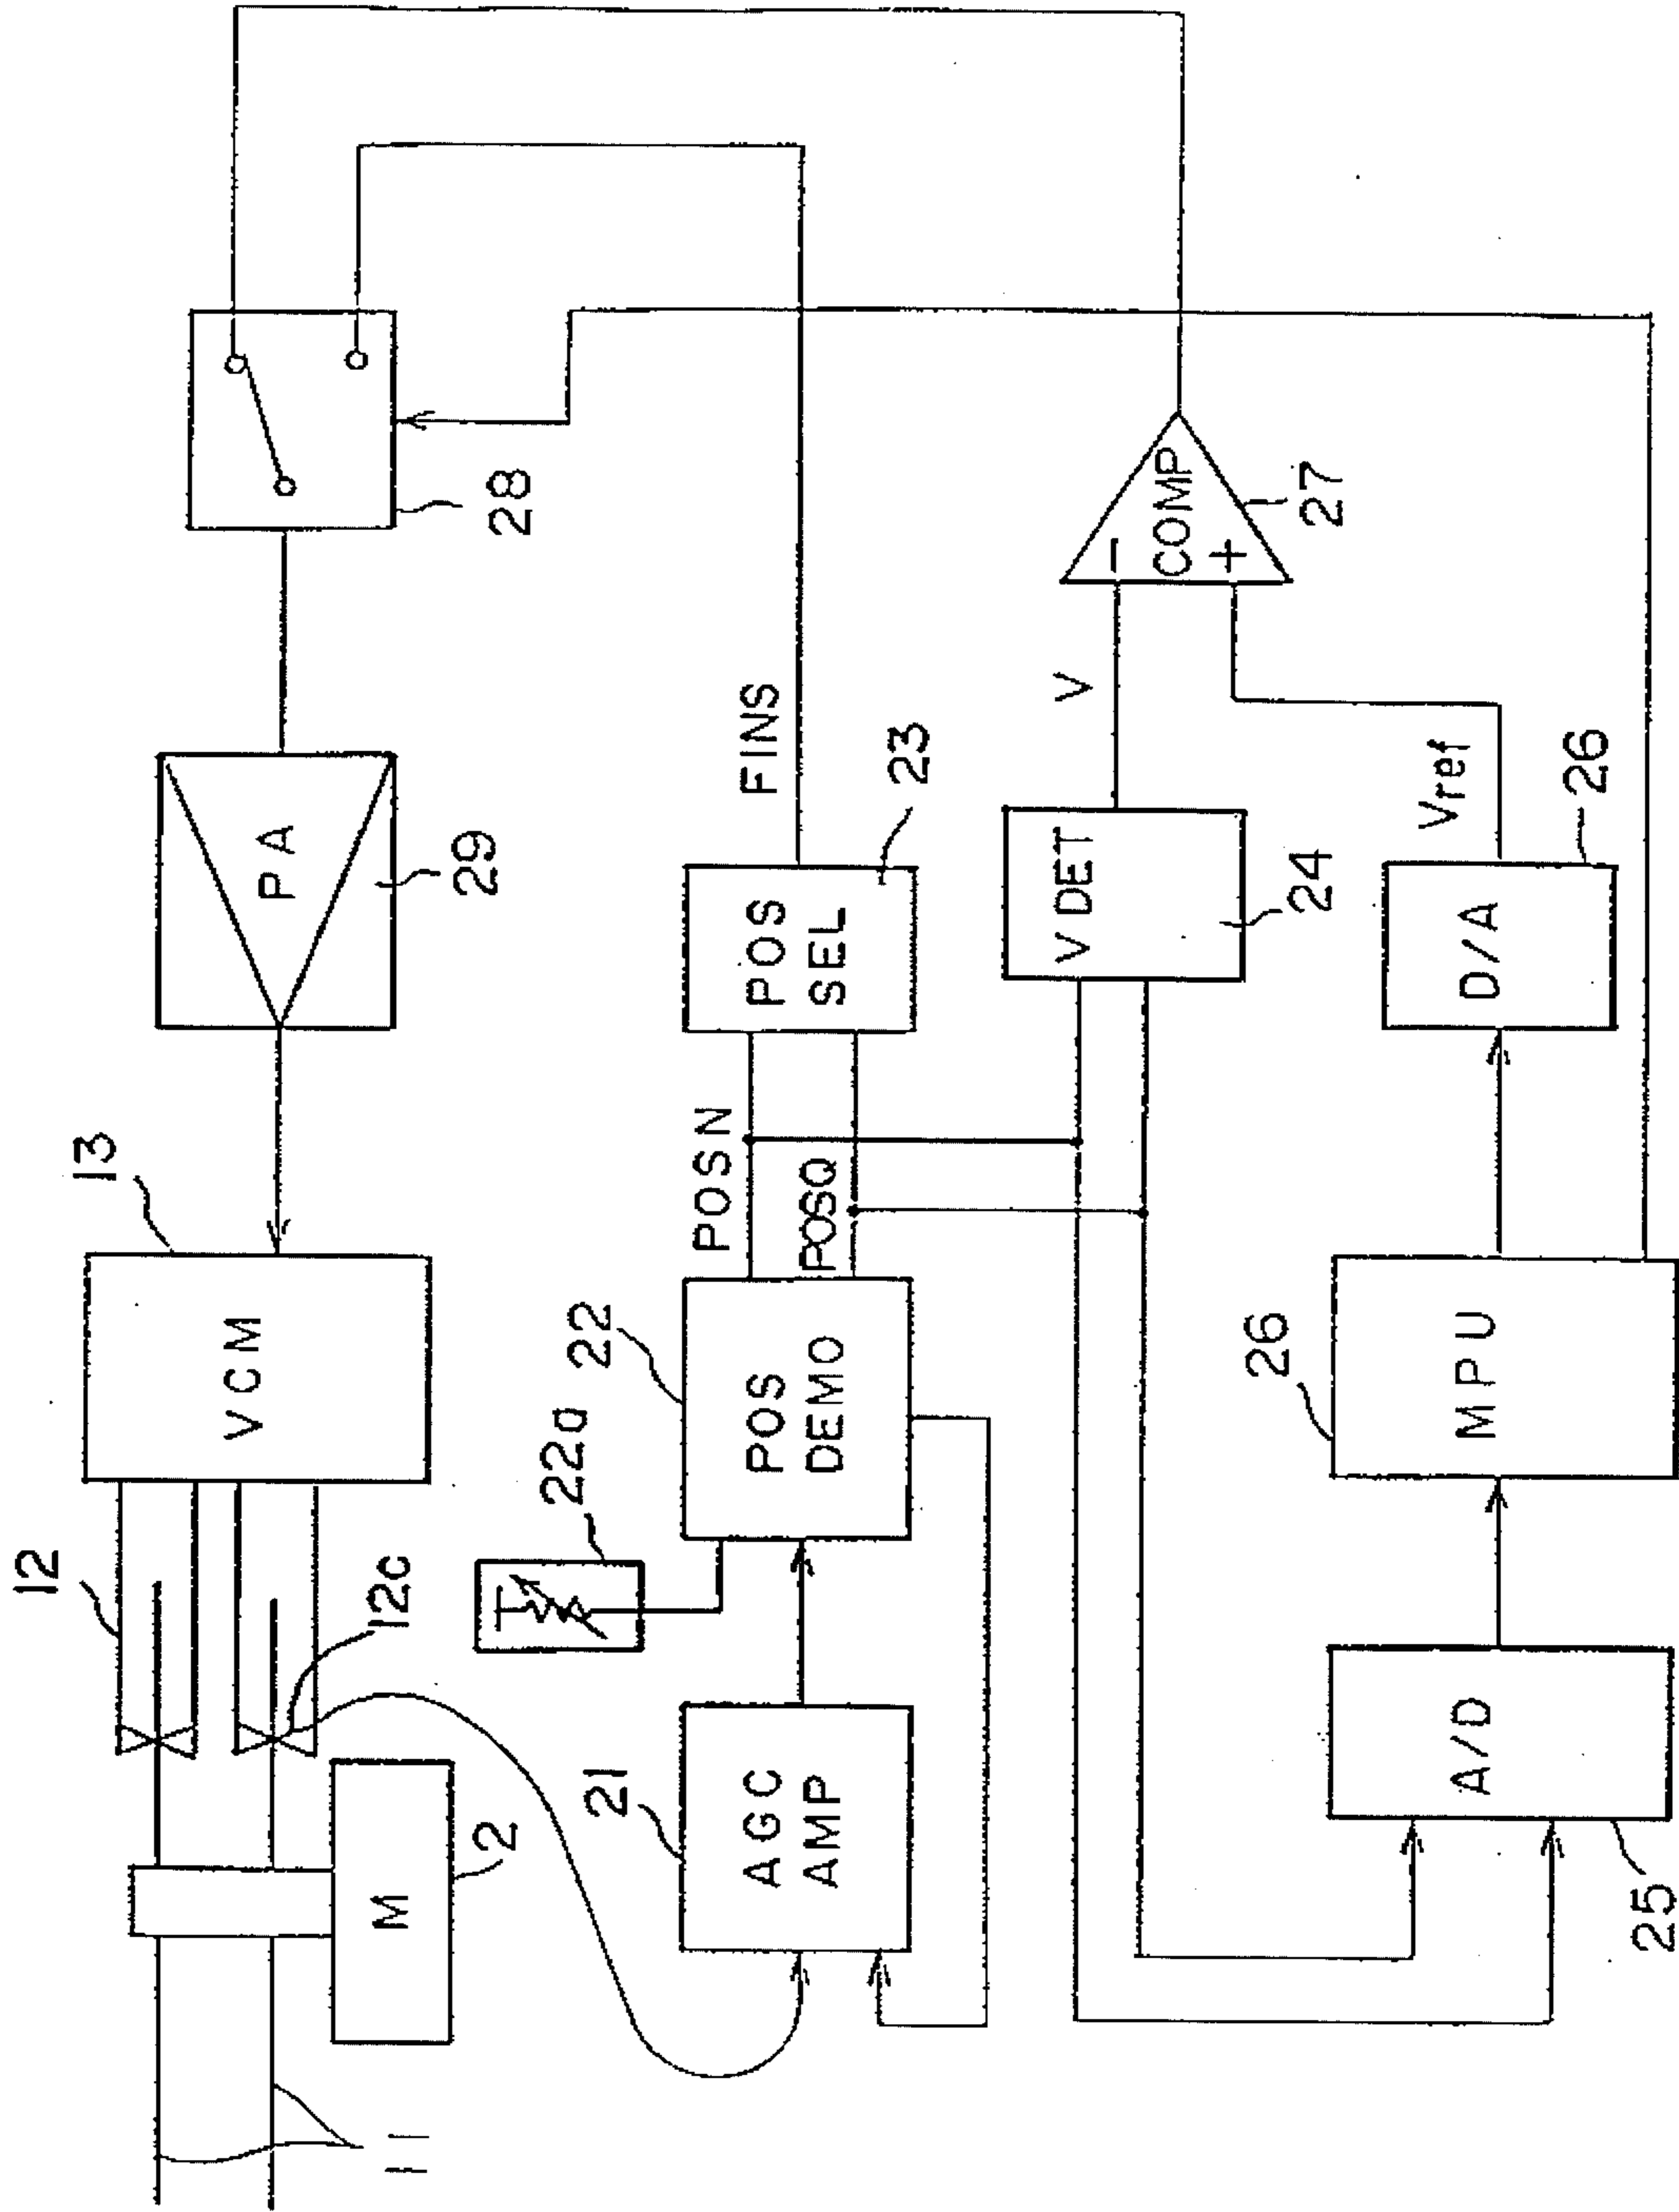 12
13
VCM
PA
29
28
12c
11
M
2
22a
22
21
AGC
AMP
POS
DEMO
POSN
POSQ
POS
SEL
23
FINS
V DET
24
V
−
COMP
+
27
25
A/D
26
MPU
D/A
26
Vref